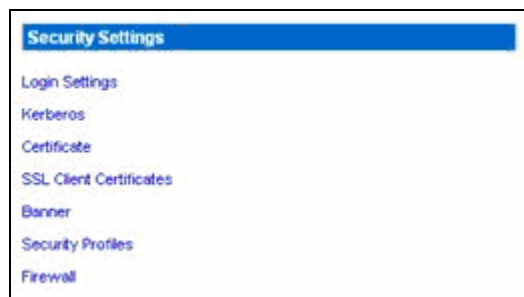 Security Settings
Login Settings
Kerberos
Certificate
SSL Client Certificates
Banner
Security Profiles
Firewall